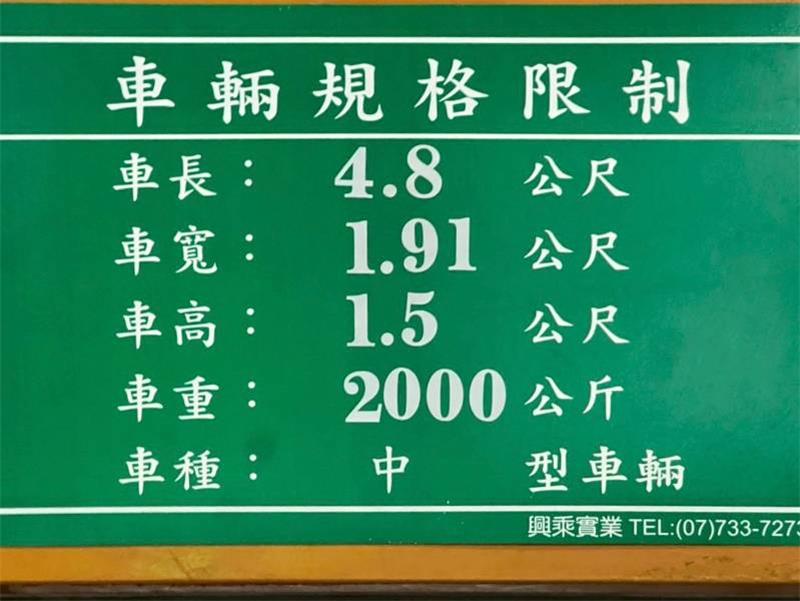 車輛規格限制
車長： 4.8 公尺
車寬： 1.91 公尺
車高： 1.5 公尺
車重： 2000 公斤
車種： 中 型車輛
興乘實業 TEL:(07)733-7273